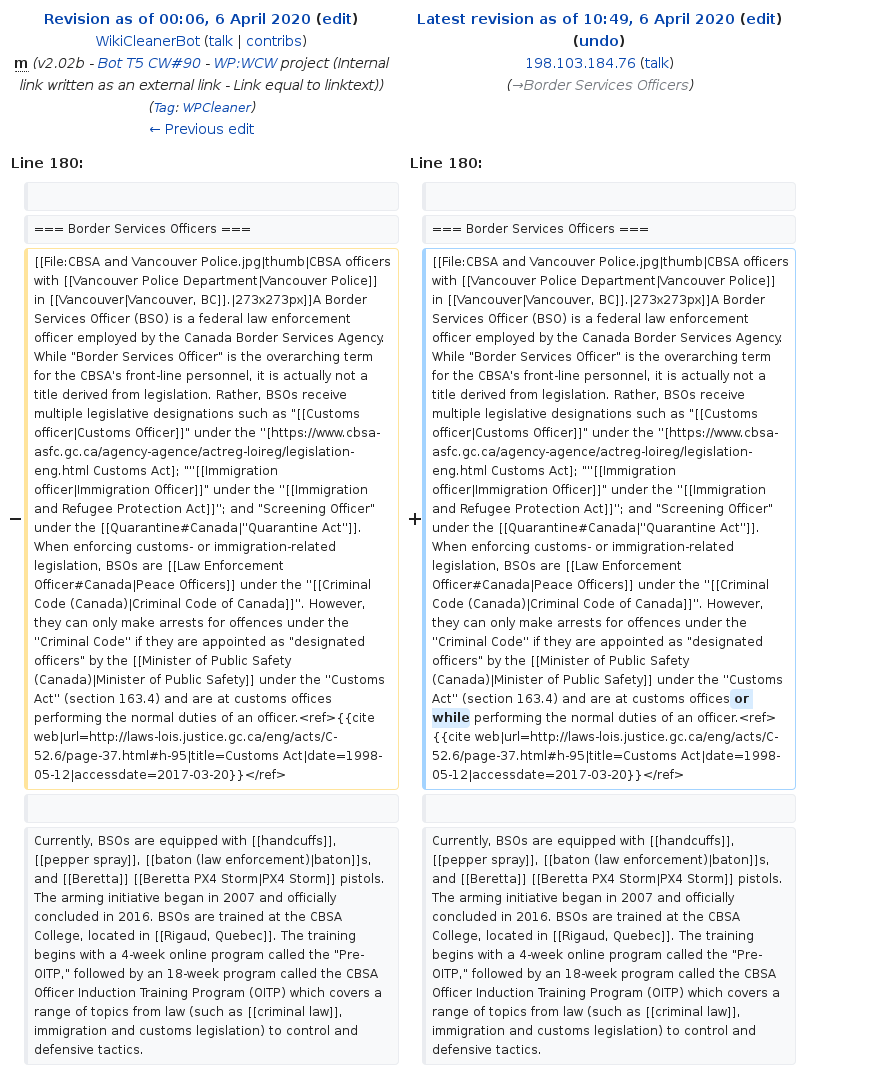 Revision as of 00:06, 6 April 2020 (edit)
WikiCleanerBot (talk | contribs)
m (v2.02b - Bot T5 CW#90 - WP:WCW project (Internal
link written as an external link - Link equal to linktext))
(Tag: WPCleaner)
← Previous edit
Latest revision as of 10:49, 6 April 2020 (edit)
(undo)
198.103.184.76 (talk)
(→Border Services Officers)
Line 180:
Line 180:
=== Border Services Officers ===
=== Border Services Officers ===
−
[[File:CBSA and Vancouver Police.jpg|thumb|CBSA officers
with [[Vancouver Police Department|Vancouver Police]]
in [[Vancouver|Vancouver, BC]].|273x273px]]A Border
Services Officer (BSO) is a federal law enforcement
officer employed by the Canada Border Services Agency.
While "Border Services Officer" is the overarching term
for the CBSA's front-line personnel, it is actually not a
title derived from legislation. Rather, BSOs receive
multiple legislative designations such as "[[Customs
officer|Customs Officer]]" under the ''[https://www.cbsa-
asfc.gc.ca/agency-agence/actreg-loireg/legislation-
eng.html Customs Act]; ""[[Immigration
officer|Immigration Officer]]" under the ''[[Immigration
and Refugee Protection Act]]''; and "Screening Officer"
under the [[Quarantine#Canada|''Quarantine Act'']].
When enforcing customs- or immigration-related
legislation, BSOs are [[Law Enforcement
Officer#Canada|Peace Officers]] under the ''[[Criminal
Code (Canada)|Criminal Code of Canada]]''. However,
they can only make arrests for offences under the
''Criminal Code'' if they are appointed as "designated
officers" by the [[Minister of Public Safety
(Canada)|Minister of Public Safety]] under the ''Customs
Act'' (section 163.4) and are at customs offices
performing the normal duties of an officer.<ref>{{cite
web|url=http://laws-lois.justice.gc.ca/eng/acts/C-
52.6/page-37.html#h-95|title=Customs Act|date=1998-
05-12|accessdate=2017-03-20}}</ref>
+
[[File:CBSA and Vancouver Police.jpg|thumb|CBSA officers
with [[Vancouver Police Department|Vancouver Police]]
in [[Vancouver|Vancouver, BC]].|273x273px]]A Border
Services Officer (BSO) is a federal law enforcement
officer employed by the Canada Border Services Agency.
While "Border Services Officer" is the overarching term
for the CBSA's front-line personnel, it is actually not a
title derived from legislation. Rather, BSOs receive
multiple legislative designations such as "[[Customs
officer|Customs Officer]]" under the ''[https://www.cbsa-
asfc.gc.ca/agency-agence/actreg-loireg/legislation-
eng.html Customs Act]; ""[[Immigration
officer|Immigration Officer]]" under the ''[[Immigration
and Refugee Protection Act]]''; and "Screening Officer"
under the [[Quarantine#Canada|''Quarantine Act'']].
When enforcing customs- or immigration-related
legislation, BSOs are [[Law Enforcement
Officer#Canada|Peace Officers]] under the ''[[Criminal
Code (Canada)|Criminal Code of Canada]]''. However,
they can only make arrests for offences under the
''Criminal Code'' if they are appointed as "designated
officers" by the [[Minister of Public Safety
(Canada)|Minister of Public Safety]] under the ''Customs
Act'' (section 163.4) and are at customs offices or
while performing the normal duties of an officer.<ref>
{{cite web|url=http://laws-lois.justice.gc.ca/eng/acts/C-
52.6/page-37.html#h-95|title=Customs Act|date=1998-
05-12|accessdate=2017-03-20}}</ref>
Currently, BSOs are equipped with [[handcuffs]],
[[pepper spray]], [[baton (law enforcement)|baton]]s,
and [[Beretta]] [[Beretta PX4 Storm|PX4 Storm]] pistols.
The arming initiative began in 2007 and officially
concluded in 2016. BSOs are trained at the CBSA
College, located in [[Rigaud, Quebec]]. The training
begins with a 4-week online program called the "Pre-
OITP," followed by an 18-week program called the CBSA
Officer Induction Training Program (OITP) which covers a
range of topics from law (such as [[criminal law]],
immigration and customs legislation) to control and
defensive tactics.
Currently, BSOs are equipped with [[handcuffs]],
[[pepper spray]], [[baton (law enforcement)|baton]]s,
and [[Beretta]] [[Beretta PX4 Storm|PX4 Storm]] pistols.
The arming initiative began in 2007 and officially
concluded in 2016. BSOs are trained at the CBSA
College, located in [[Rigaud, Quebec]]. The training
begins with a 4-week online program called the "Pre-
OITP," followed by an 18-week program called the CBSA
Officer Induction Training Program (OITP) which covers a
range of topics from law (such as [[criminal law]],
immigration and customs legislation) to control and
defensive tactics.